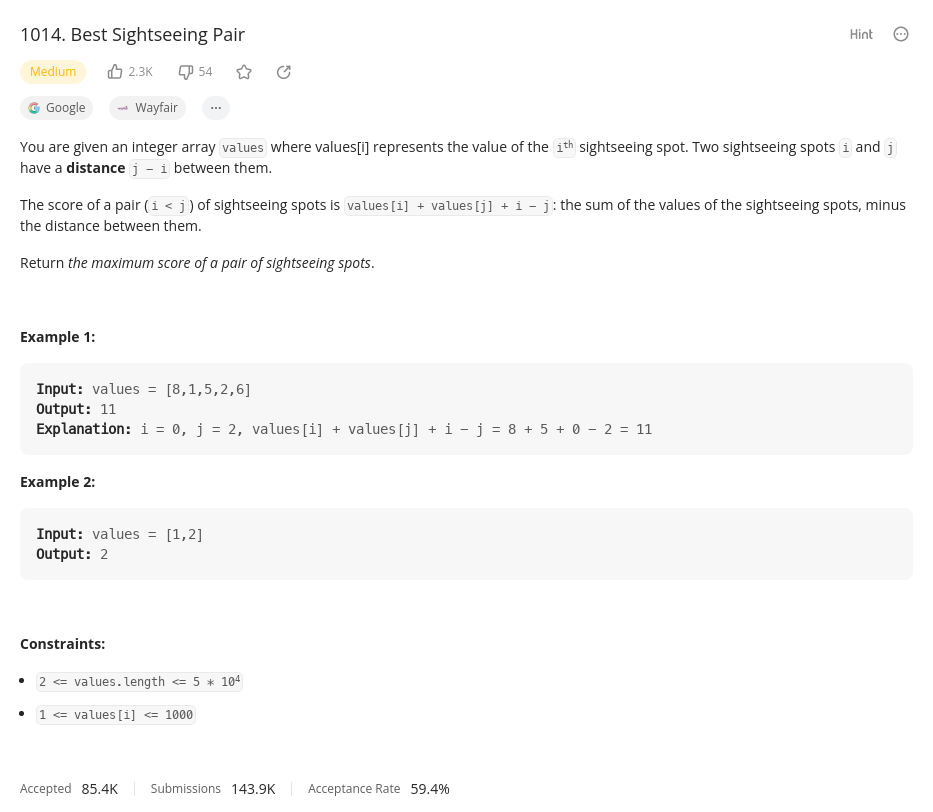 1014. Best Sightseeing Pair
Hint
Medium
2.3K
54
Google
Wayfair
You are given an integer array values where values[i] represents the value of the ith sightseeing spot. Two sightseeing spots i and j
have a distance j − i between them.
The score of a pair (i < j) of sightseeing spots is values[i] + values[j] + i − j: the sum of the values of the sightseeing spots, minus
the distance between them.
Return the maximum score of a pair of sightseeing spots.
Example 1:
Input: values = [8,1,5,2,6]
Output: 11
Explanation: i = 0, j = 2, values[i] + values[j] + i − j = 8 + 5 + 0 − 2 = 11
Example 2:
Input: values = [1,2]
Output: 2
Constraints:
• 2 <= values.length <= 5 * 10⁴
• 1 <= values[i] <= 1000
Accepted 85.4K Submissions 143.9K Acceptance Rate 59.4%